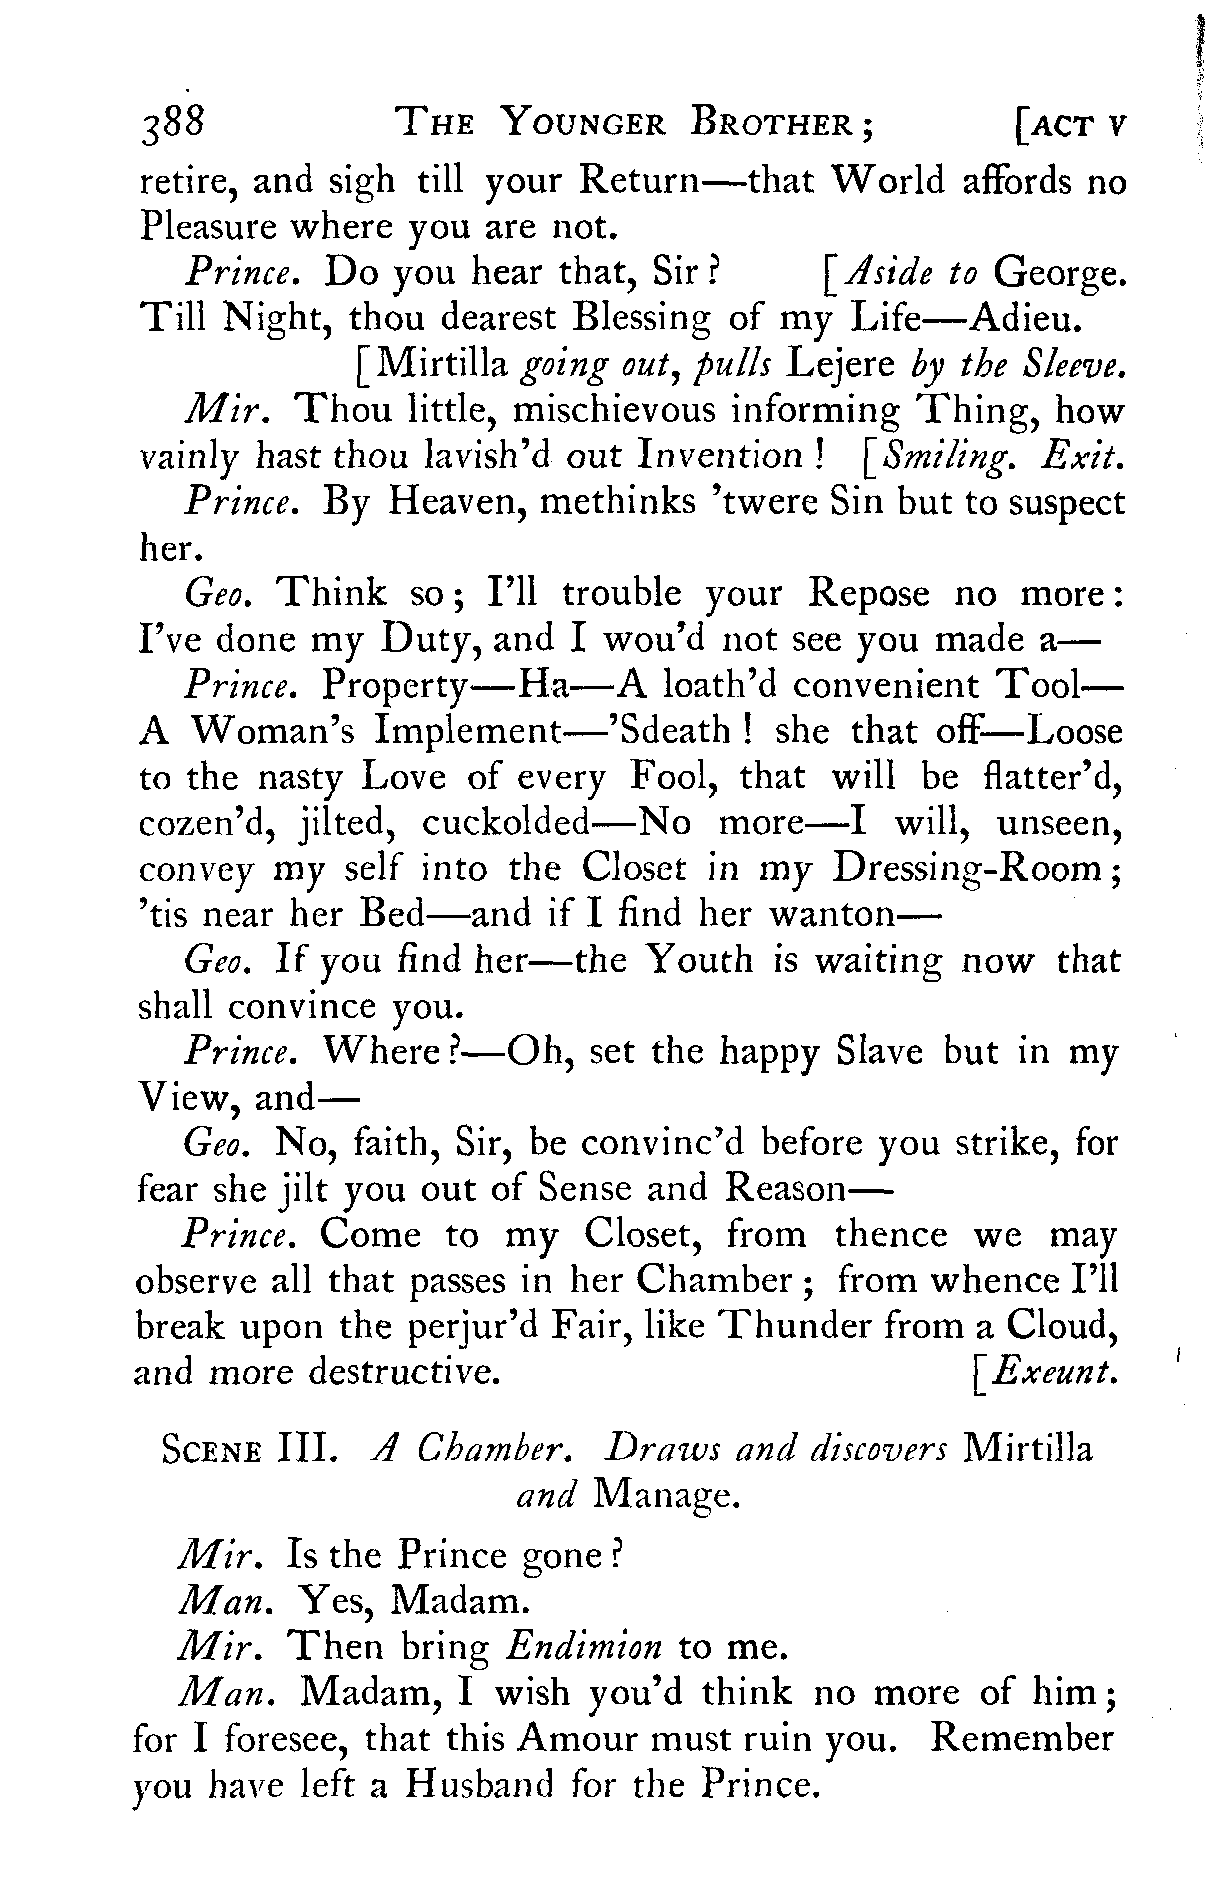 388 THE YOUNGER BROTHER; [ACT V
retire, and sigh till your Return—that World affords no
Pleasure where you are not.
Prince. Do you hear that, Sir? [Aside to George.
Till Night, thou dearest Blessing of my Life—Adieu.
[Mirtilla going out, pulls Lejere by the Sleeve.
Mir. Thou little, mischievous informing Thing, how
vainly hast thou lavish'd out Invention! [Smiling. Exit.
Prince. By Heaven, methinks 'twere Sin but to suspect
her.
Geo. Think so; I'll trouble your Repose no more:
I've done my Duty, and I wou'd not see you made a—
Prince. Property—Ha—A loath'd convenient Tool—
A Woman's Implement—'Sdeath! she that off—Loose
to the nasty Love of every Fool, that will be flatter'd,
cozen'd, jilted, cuckolded—No more—I will, unseen,
convey my self into the Closet in my Dressing-Room;
'tis near her Bed—and if I find her wanton—
Geo. If you find her—the Youth is waiting now that
shall convince you.
Prince. Where?—Oh, set the happy Slave but in my
View, and—
Geo. No, faith, Sir, be convinc'd before you strike, for
fear she jilt you out of Sense and Reason—
Prince. Come to my Closet, from thence we may
observe all that passes in her Chamber; from whence I'll
break upon the perjur'd Fair, like Thunder from a Cloud,
and more destructive. [Exeunt.
SCENE III. A Chamber. Draws and discovers Mirtilla
and Manage.
Mir. Is the Prince gone?
Man. Yes, Madam.
Mir. Then bring Endimion to me.
Man. Madam, I wish you'd think no more of him;
for I foresee, that this Amour must ruin you. Remember
you have left a Husband for the Prince.